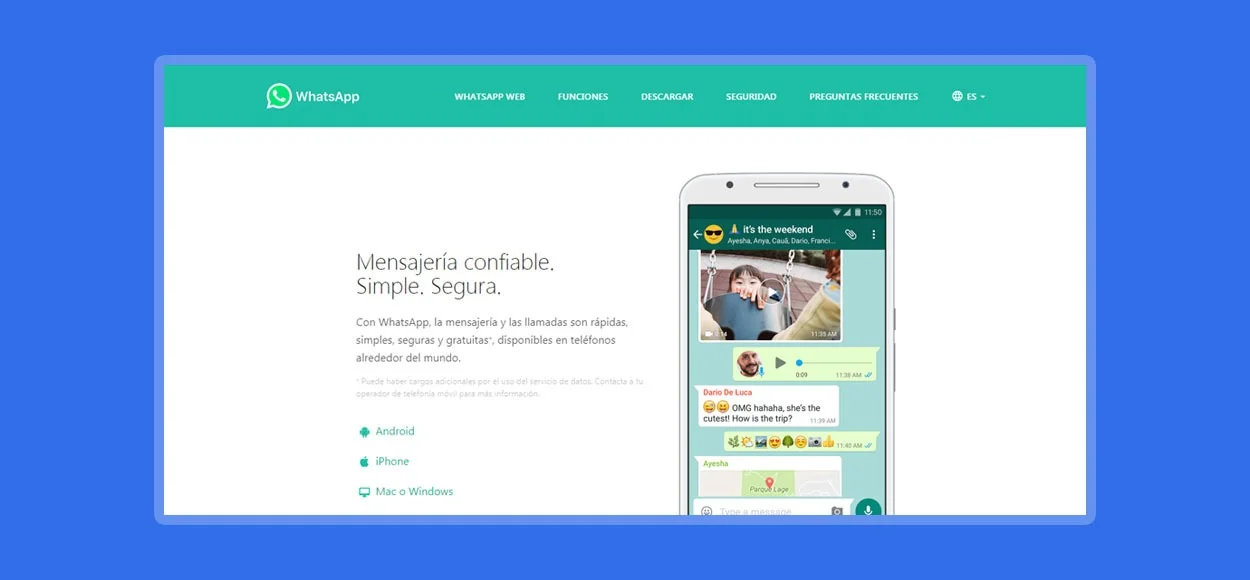 WhatsApp
WHATSAPP WEB
FUNCIONES
DESCARGAR
SEGURIDAD
PREGUNTAS FRECUENTES
ES
Mensajería confiable.
Simple. Segura.
Con WhatsApp, la mensajería y las llamadas son rápidas,
simples, seguras y gratuitas*, disponibles en teléfonos
alrededor del mundo.
* Puede haber cargos adicionales por el uso del servicio de datos. Contacta a tu
operador de telefonía móvil para más información.
Android
iPhone
Mac o Windows
11:50
🙏 it's the weekend
Ayesha, Anya, Cauã, Dario, Franci...
11:35 AM
0:09
11:38 AM
Dario De Luca
😅😝 OMG hahaha, she's the
cutest! How is the trip?
11:39 AM
11:40 AM
Ayesha
Parque Lage
Type a message